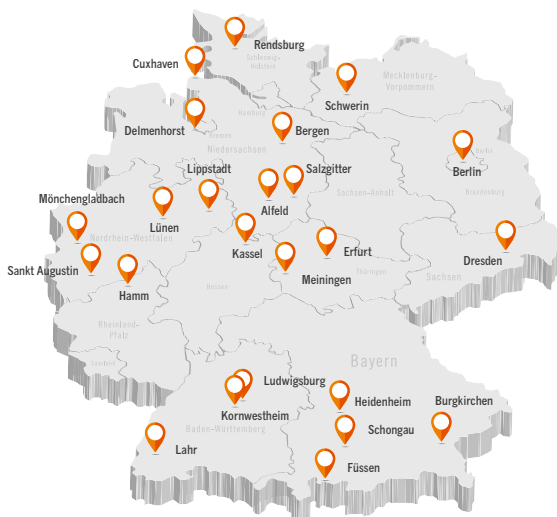 Rendsburg
Schleswig-
Holstein
Cuxhaven
Mecklenburg-
Vorpommern
Schwerin
Hamburg
Delmenhorst
Bremen
Bergen
Niedersachsen
Berlin
Berlin
Lippstadt
Salzgitter
Sachsen-Anhalt
Brandenburg
Mönchengladbach
Alfeld
Lünen
Nordrhein-Westfalen
Kassel
Erfurt
Dresden
Sankt Augustin
Meiningen
Thüringen
Sachsen
Hamm
Hessen
Rheinland-
Pfalz
Saarland
Bayern
Ludwigsburg
Heidenheim
Burgkirchen
Kornwestheim
Baden-Württemberg
Schongau
Lahr
Füssen